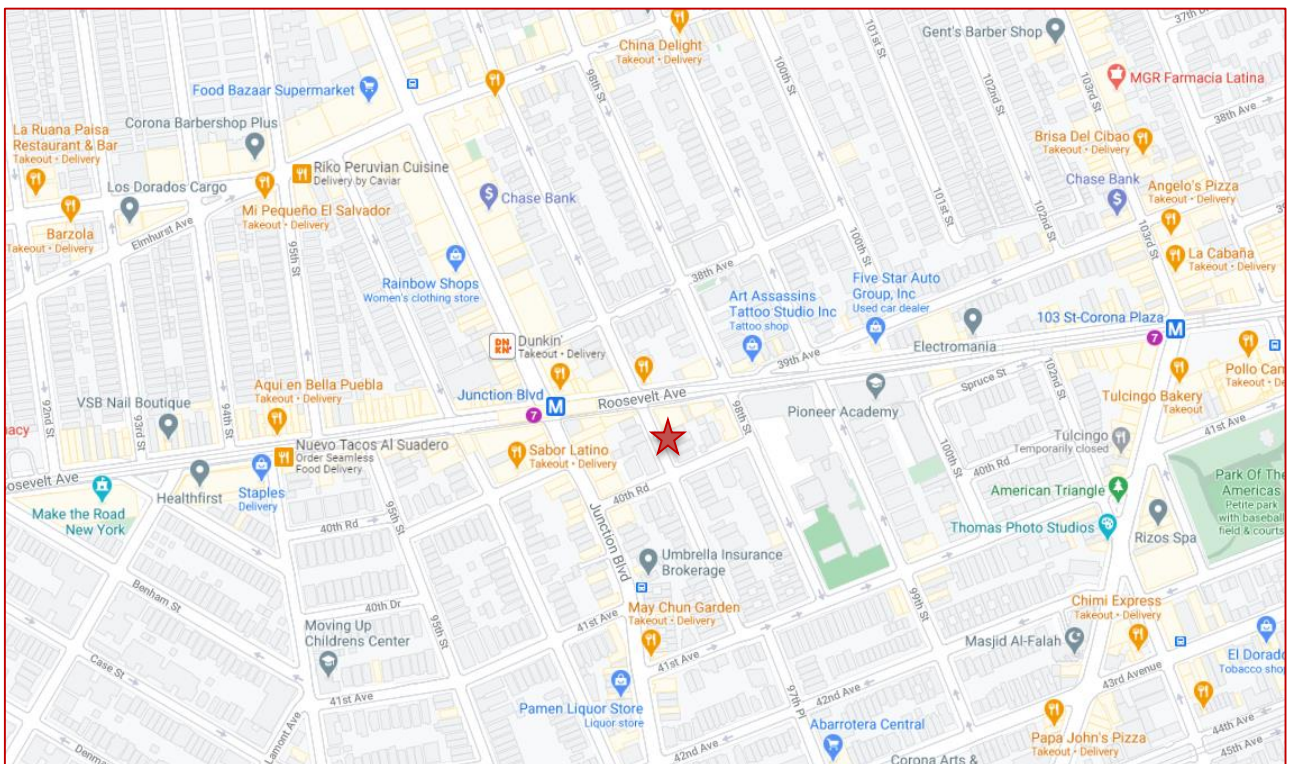 China Delight
Takeout • Delivery
98th St
100th St
101st St
Gent's Barber Shop
37th
102nd St
103rd St
MGR Farmacia Latina
38th Ave
Food Bazaar Supermarket
Corona Barbershop Plus
La Ruana Paisa
Restaurant & Bar
Takeout • Delivery
Riko Peruvian Cuisine
Delivery by Caviar
Brisa Del Cibao
Takeout • Delivery
Los Dorados Cargo
Chase Bank
Chase Bank
Angelo's Pizza
Takeout • Delivery
Mi Pequeño El Salvador
Takeout • Delivery
Barzola
Takeout • Delivery
Elmhurst Ave
95th St
101st St
102nd St
103rd St
100th St
La Cabaña
Takeout • Delivery
Rainbow Shops
Women's clothing store
38th Ave
Art Assassins
Tattoo Studio Inc
Tattoo shop
Five Star Auto
Group, Inc
Used car dealer
103 St-Corona Plaza
M
7
DN
KN'
Dunkin'
Takeout • Delivery
Electromania
39th Ave
Spruce St
102nd St
Pollo Cam
Takeout • De
Aqui en Bella Puebla
Takeout • Delivery
Junction Blvd
M
7
Roosevelt Ave
Pioneer Academy
Tulcingo Bakery
Takeout
VSB Nail Boutique
92nd St
93rd St
94th St
acy
98th St
41st Ave
Nuevo Tacos Al Suadero
Order Seamless
Food Delivery
Sabor Latino
Takeout • Delivery
Tulcingo
Temporarily closed
100th St
40th Rd
osevelt Ave
Healthfirst
Staples
Delivery
40th Rd
American Triangle
Park Of The
Americas
Petite park
with baseball
field & courts
Make the Road
New York
40th Rd
95th St
Junction Blvd
Thomas Photo Studios
Rizos Spa
Umbrella Insurance
Brokerage
Benham St
40th Dr
95th St
May Chun Garden
Takeout • Delivery
41st Ave
99th St
Chimi Express
Takeout • Delivery
Moving Up
Childrens Center
Masjid Al-Falah
Case St
41st Ave
El Dorado
Tobacco shop
41st Ave
Pamen Liquor Store
Liquor store
97th Pl
42nd Ave
43rd Avenue
Lamont Ave
Abarrotera Central
44th Ave
Papa John's Pizza
Takeout • Delivery
42nd Ave
45th Ave
Corona Arts &